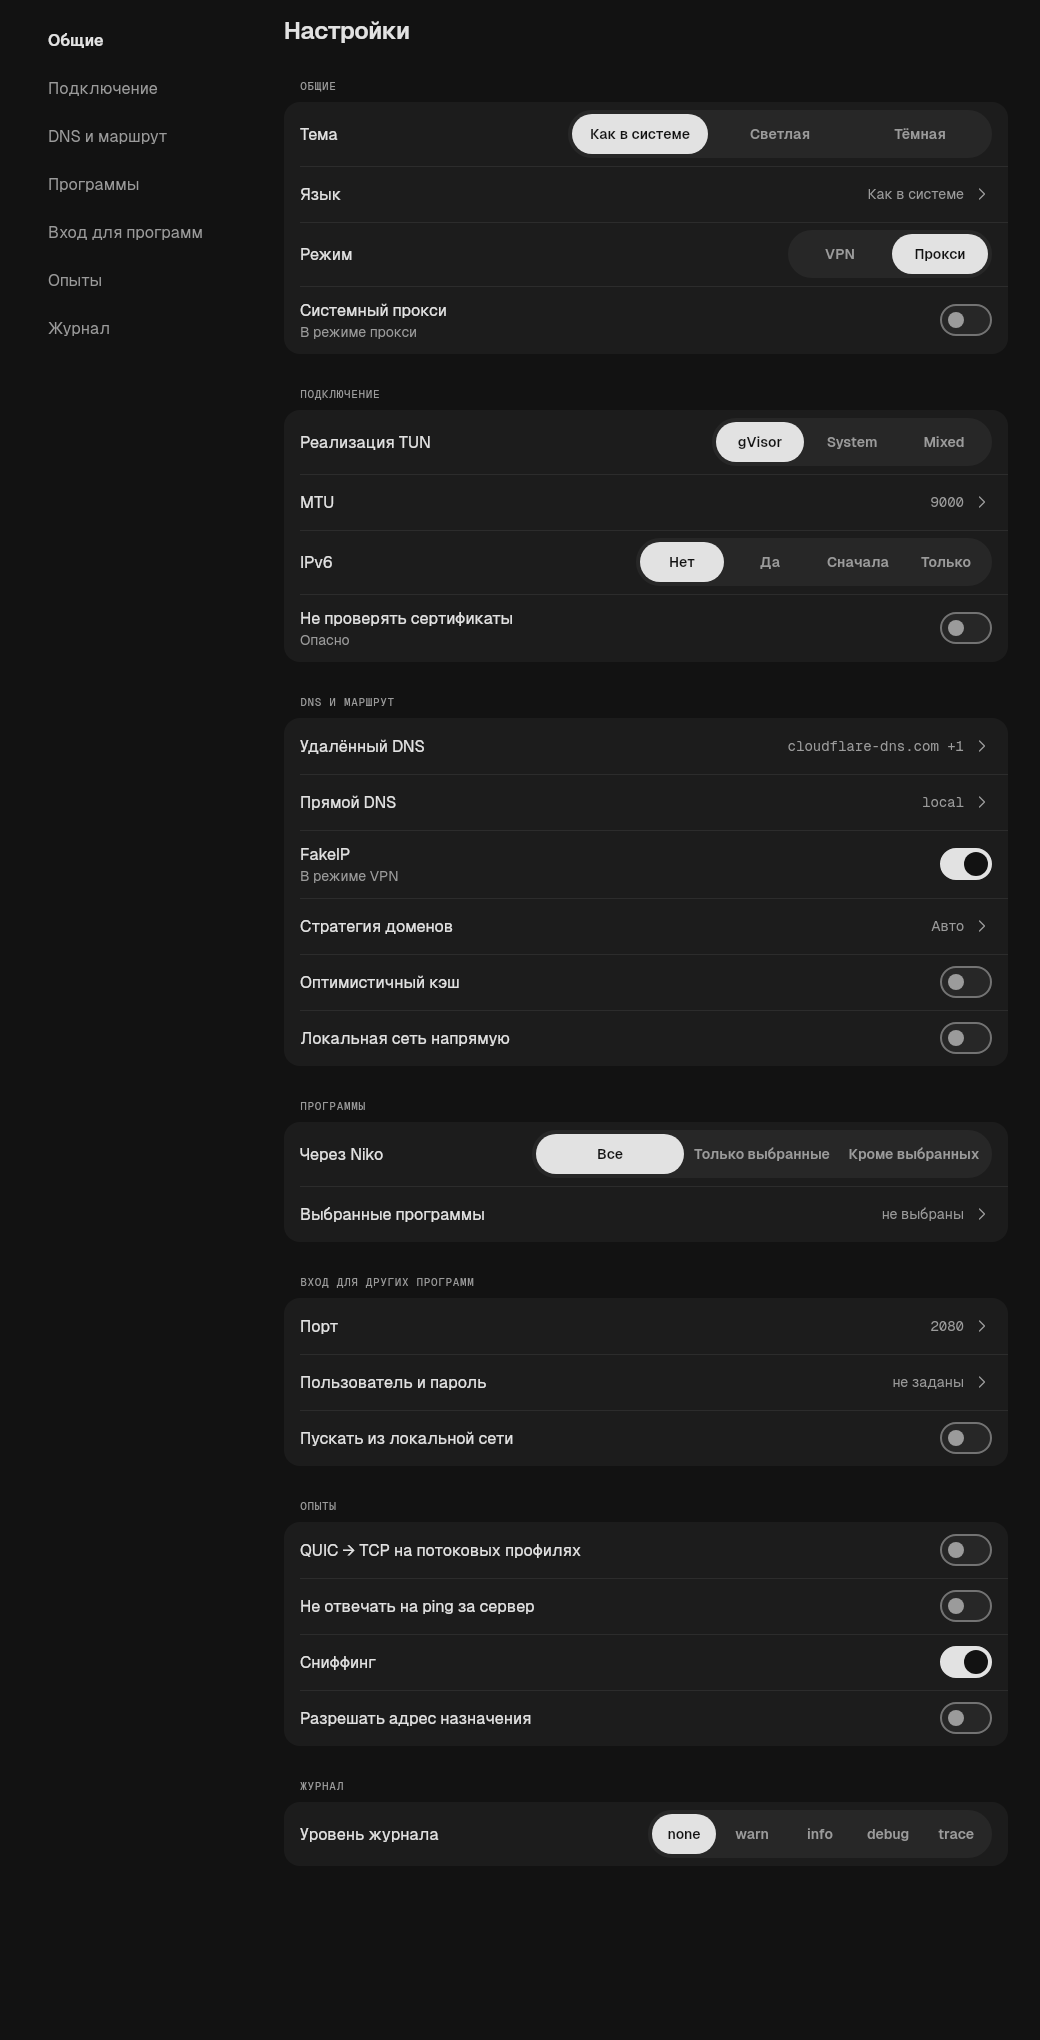 Общие
Подключение
DNS и маршрут
Программы
Вход для программ
Опыты
Журнал
Настройки
ОБЩИЕ
Тема Как в системе Светлая Тёмная
Язык Как в системе
Режим VPN Прокси
Системный прокси
В режиме прокси
ПОДКЛЮЧЕНИЕ
Реализация TUN gVisor System Mixed
MTU 9000
IPv6 Нет Да Сначала Только
Не проверять сертификаты
Опасно
DNS И МАРШРУТ
Удалённый DNS cloudflare-dns.com +1
Прямой DNS local
FakeIP
В режиме VPN
Стратегия доменов Авто
Оптимистичный кэш
Локальная сеть напрямую
ПРОГРАММЫ
Через Niko Все Только выбранные Кроме выбранных
Выбранные программы не выбраны
ВХОД ДЛЯ ДРУГИХ ПРОГРАММ
Порт 2080
Пользователь и пароль не заданы
Пускать из локальной сети
ОПЫТЫ
QUIC → TCP на потоковых профилях
Не отвечать на ping за сервер
Сниффинг
Разрешать адрес назначения
ЖУРНАЛ
Уровень журнала none warn info debug trace